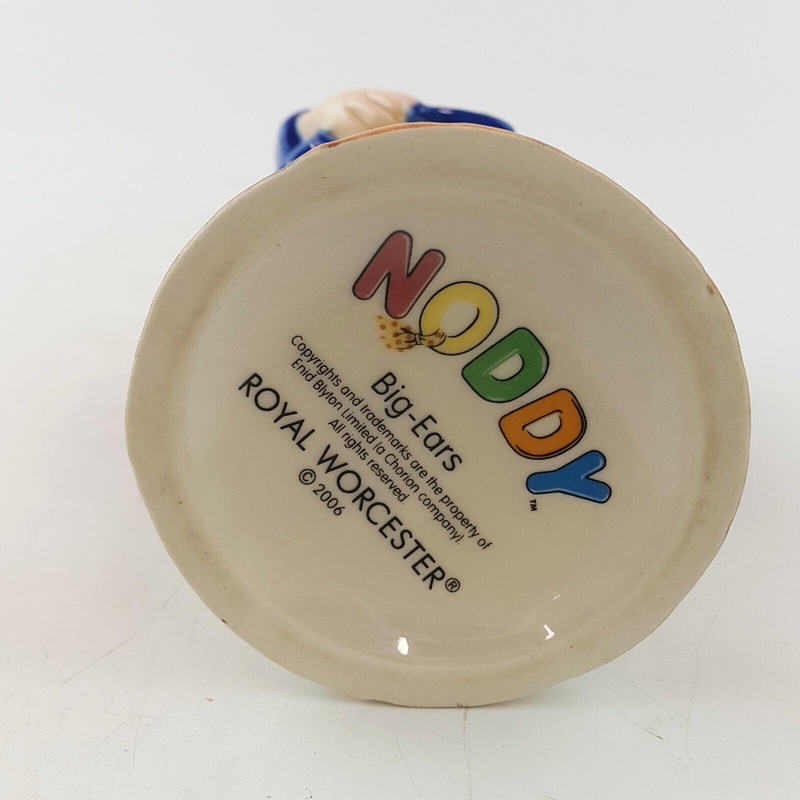 NODDY™
Big-Ears
Copyrights and trademarks are the property of
Enid Blyton Limited (a Chorion company).
All rights reserved.
ROYAL WORCESTER®
© 2006